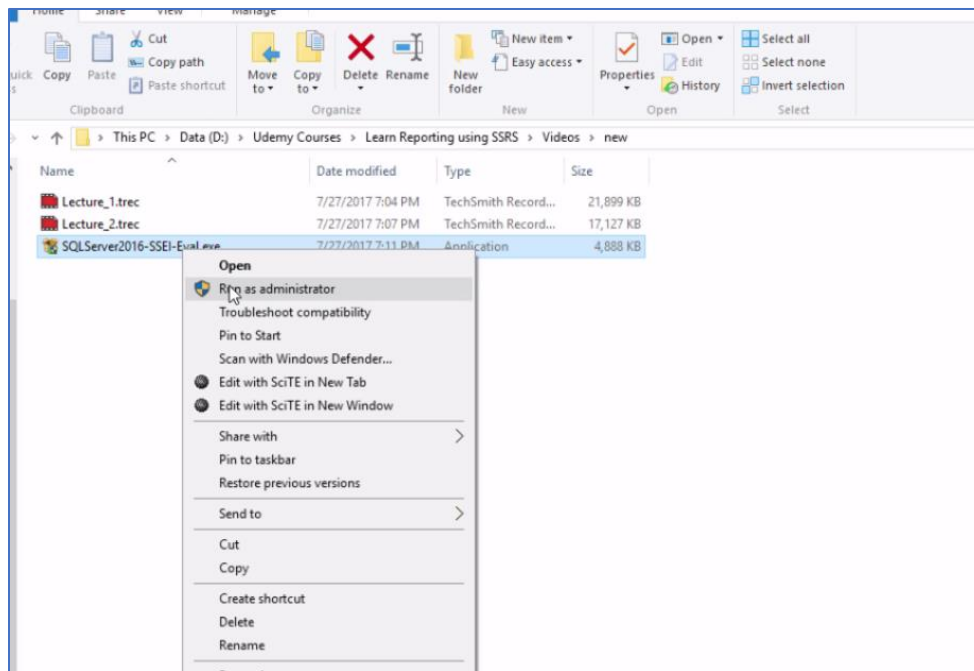 Home Share View Manage
Cut
Copy path
Paste shortcut
Copy Paste
Clipboard
Move to Copy to Delete Rename
Organize
New item
Easy access
New folder
New
Properties
Open
Edit
History
Open
Select all
Select none
Invert selection
Select
This PC > Data (D:) > Udemy Courses > Learn Reporting using SSRS > Videos > new
Name Date modified Type Size
Lecture_1.trec 7/27/2017 7:04 PM TechSmith Record... 21,899 KB
Lecture_2.trec 7/27/2017 7:07 PM TechSmith Record... 17,127 KB
SQLServer2016-SSEI-Eval.exe 7/27/2017 7:11 PM Application 4,888 KB
Open
Run as administrator
Troubleshoot compatibility
Pin to Start
Scan with Windows Defender...
Edit with SciTE in New Tab
Edit with SciTE in New Window
Share with
Pin to taskbar
Restore previous versions
Send to
Cut
Copy
Create shortcut
Delete
Rename